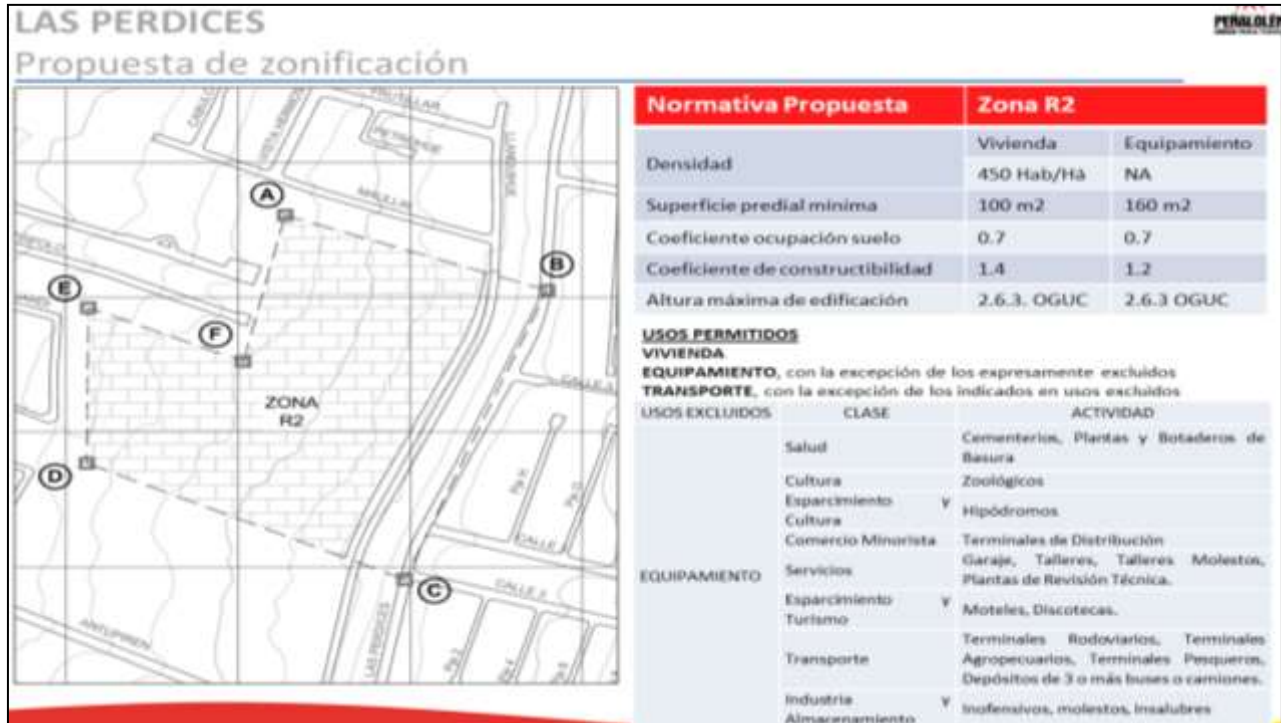 LAS PERDICES
Propuesta de zonificación
PEÑALOLÉN
Normativa Propuesta Zona R2
Densidad Vivienda Equipamiento
450 Hab/Há NA
Superficie predial mínima 100 m2 160 m2
Coeficiente ocupación suelo 0.7 0.7
Coeficiente de constructibilidad 1.4 1.2
Altura máxima de edificación 2.6.3. OGUC 2.6.3 OGUC
USOS PERMITIDOS
VIVIENDA
EQUIPAMIENTO, con la excepción de los expresamente excluidos
TRANSPORTE, con la excepción de los indicados en usos excluidos
USOS EXCLUIDOS CLASE ACTIVIDAD
EQUIPAMIENTO
Salud Cementerios, Plantas y Botaderos de
Basura
Cultura Zoológicos
Esparcimiento y
Cultura Hipódromos
Comercio Minorista Terminales de Distribución
Servicios Garaje, Talleres, Talleres Molestos,
Plantas de Revisión Técnica.
Esparcimiento y
Turismo Moteles, Discotecas.
Transporte Terminales Rodoviarios, Terminales
Agropecuarios, Terminales Pesqueros,
Depósitos de 3 o más buses o camiones.
Industria y
Almacenamiento Inofensivos, molestos, Insalubres
A
B
E
F
ZONA
R2
D
C
CALLE
LAS PERDICES
ANTUPIREN